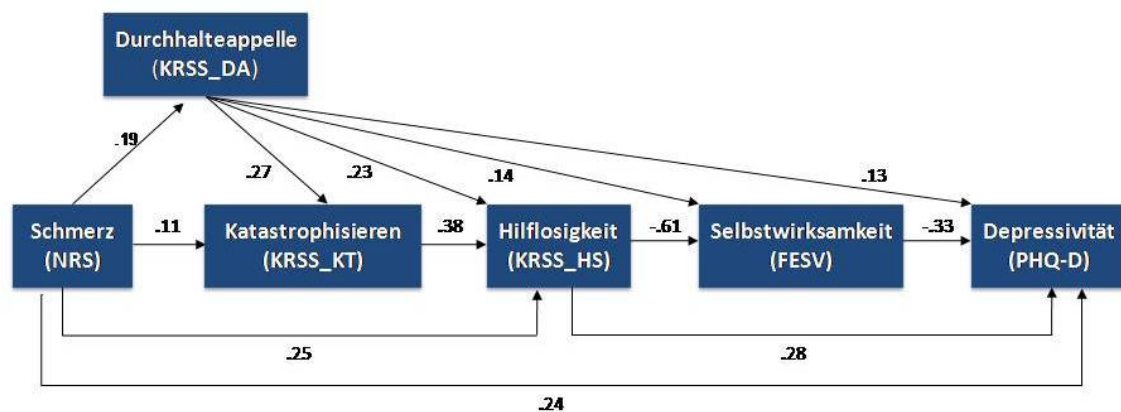 Durchhalteappelle
(KRSS_DA)
.19
.27
.23
.14
.13
Schmerz
(NRS)
.11
Katastrophisieren
(KRSS_KT)
.38
Hilflosigkeit
(KRSS_HS)
-.61
Selbstwirksamkeit
(FESV)
-.33
Depressivität
(PHQ-D)
.25
.28
.24